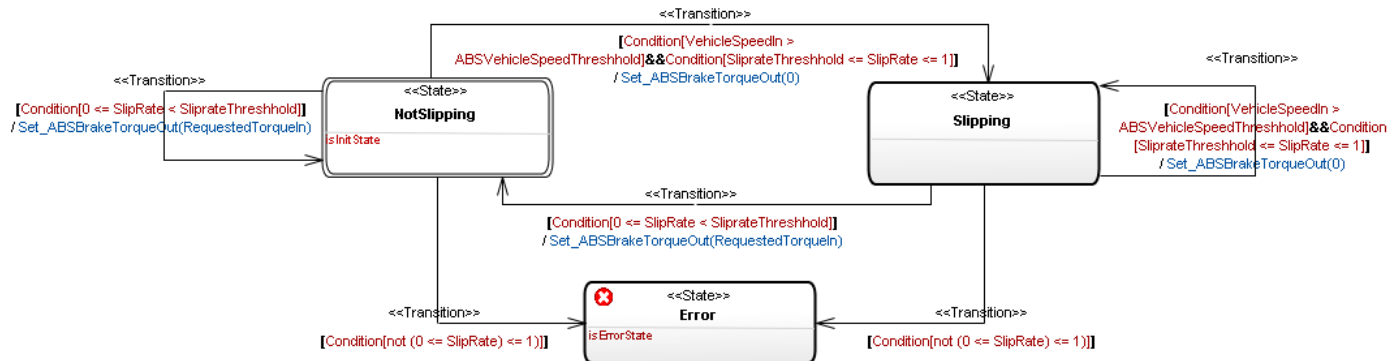 <<Transition>>
[Condition[VehicleSpeedIn >
ABSVehicleSpeedThreshhold]&&Condition[SliprateThreshhold <= SlipRate <= 1]]
/ Set_ABSBrakeTorqueOut(0)
<<Transition>>
[Condition[0 <= SlipRate < SliprateThreshhold]]
/ Set_ABSBrakeTorqueOut(RequestedTorqueIn)
<<State>>
NotSlipping
isInitState
<<State>>
Slipping
<<Transition>>
[Condition[VehicleSpeedIn >
ABSVehicleSpeedThreshhold]&&Condition
[SliprateThreshhold <= SlipRate <= 1]]
/ Set_ABSBrakeTorqueOut(0)
<<Transition>>
[Condition[0 <= SlipRate < SliprateThreshhold]]
/ Set_ABSBrakeTorqueOut(RequestedTorqueIn)
<<Transition>>
[Condition[not (0 <= SlipRate) <= 1)]]
<<State>>
Error
isErrorState
<<Transition>>
[Condition[not (0 <= SlipRate) <= 1)]]